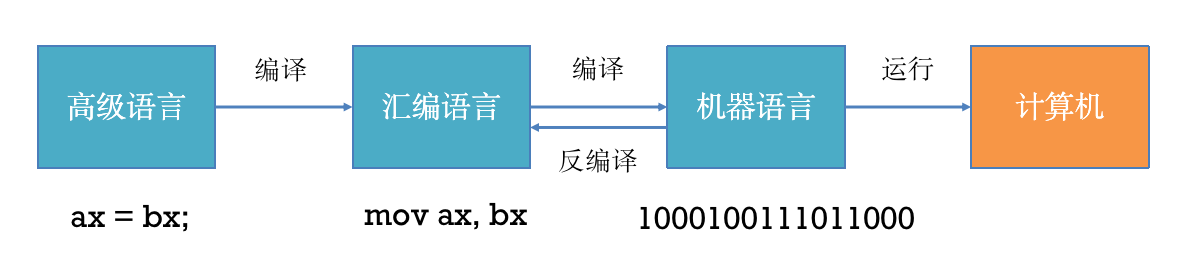 编译
编译
运行
高级语言
汇编语言
机器语言
计算机
反编译
ax = bx;
mov ax, bx
1000100111011000